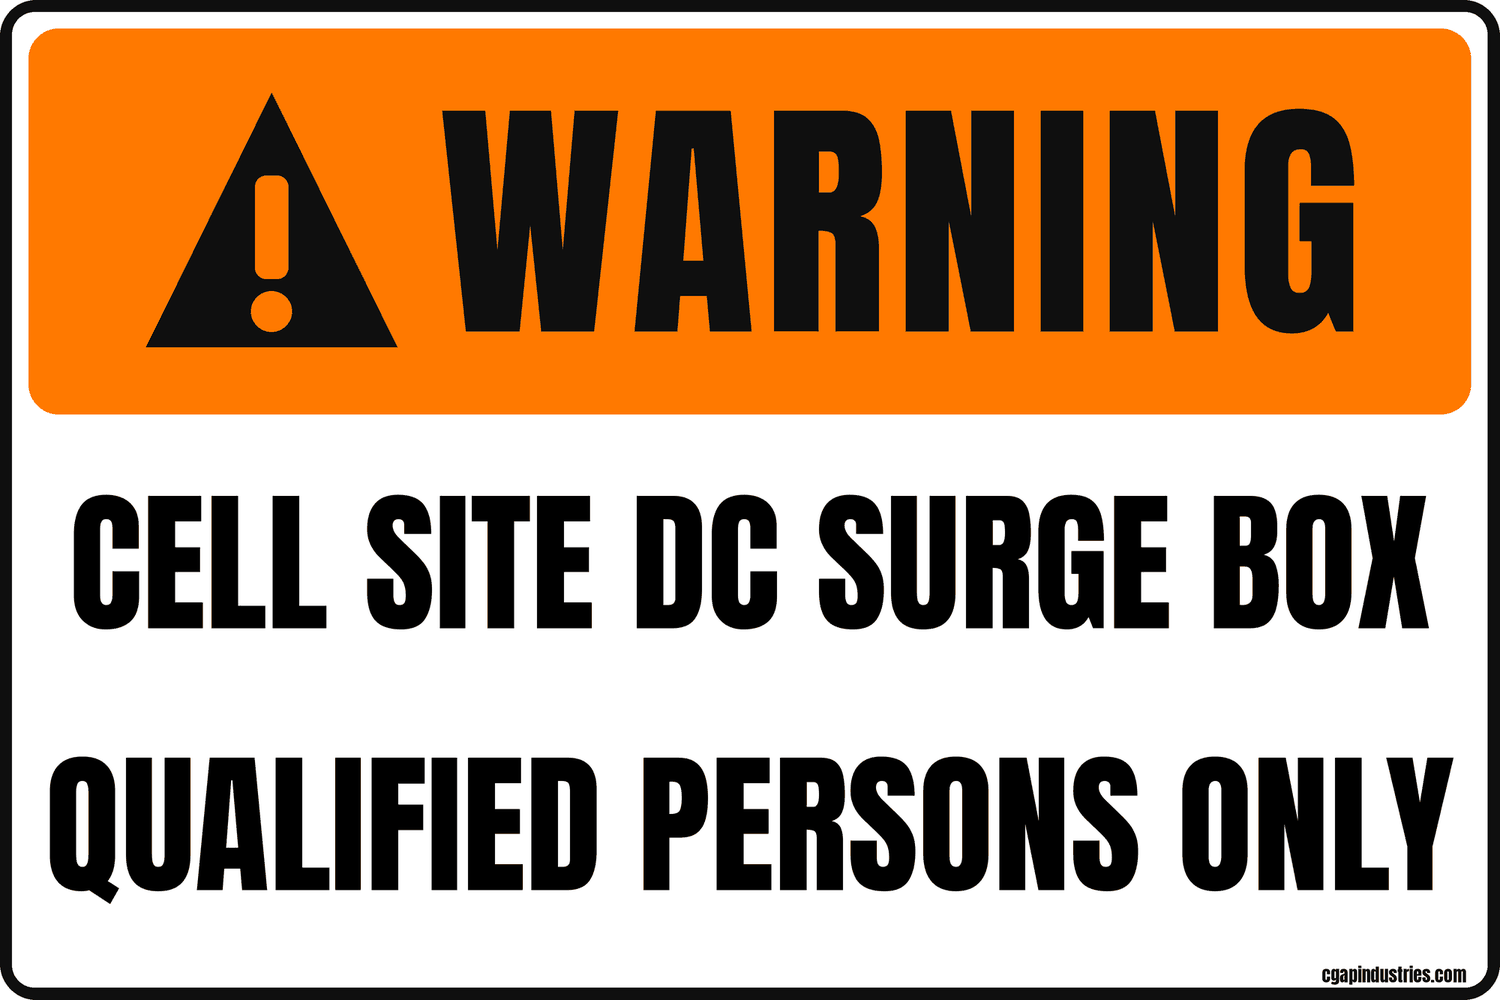 WARNING
CELL SITE DC SURGE BOX
QUALIFIED PERSONS ONLY
cgapindustries.com